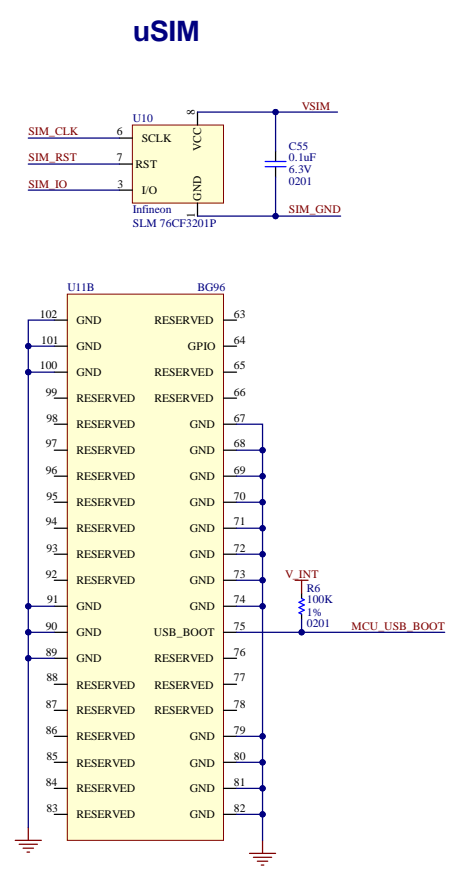 uSIM
U10
8
VSIM
SIM_CLK
6
SCLK
VCC
C55
0.1uF
SIM_RST
7
RST
6.3V
0201
SIM_IO
3
I/O
GND
Infineon
1
SIM_GND
SLM 76CF3201P
U11B
BG96
102 GND RESERVED 63
101 GND GPIO 64
100 GND RESERVED 65
99 RESERVED RESERVED 66
98 RESERVED GND 67
97 RESERVED GND 68
96 RESERVED GND 69
95 RESERVED GND 70
94 RESERVED GND 71
93 RESERVED GND 72
92 RESERVED GND 73
91 GND GND 74
90 GND USB_BOOT 75
89 GND RESERVED 76
88 RESERVED RESERVED 77
87 RESERVED RESERVED 78
86 RESERVED GND 79
85 RESERVED GND 80
84 RESERVED GND 81
83 RESERVED GND 82
V_INT
R6
100K
1%
0201
MCU_USB_BOOT